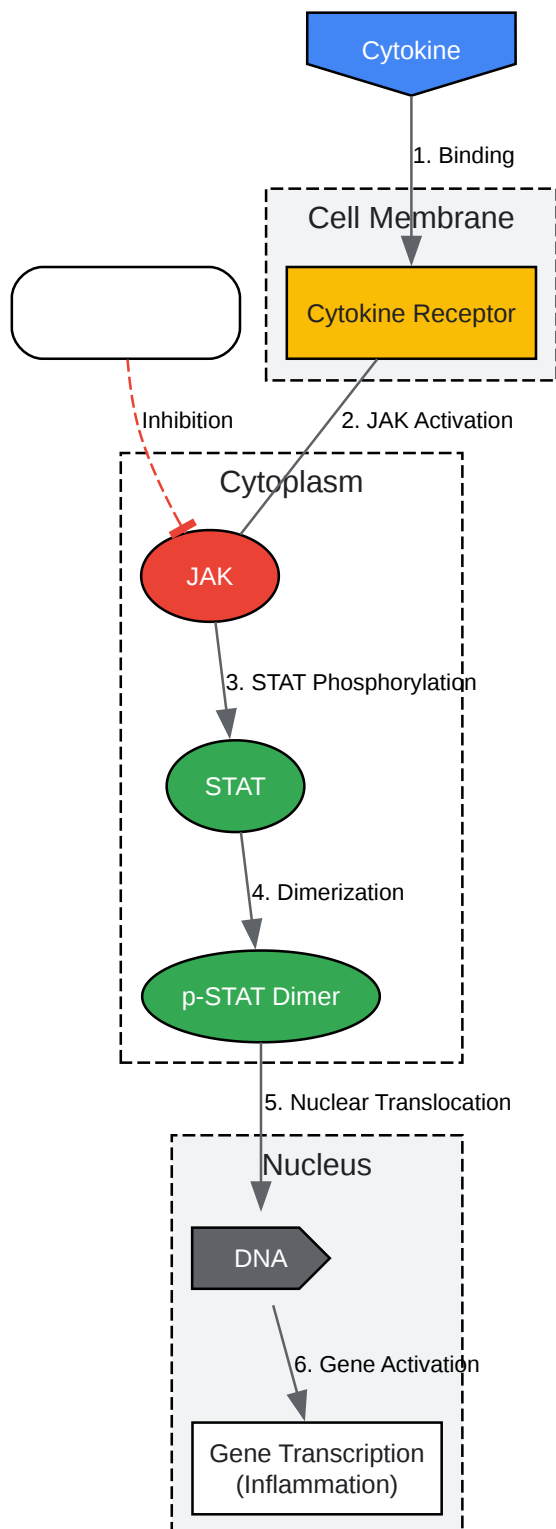 Cytokine
1. Binding
Cell Membrane
Cytokine Receptor
Inhibition
2. JAK Activation
Cytoplasm
JAK
3. STAT Phosphorylation
STAT
4. Dimerization
p-STAT Dimer
5. Nuclear Translocation
Nucleus
DNA
6. Gene Activation
Gene Transcription
(Inflammation)